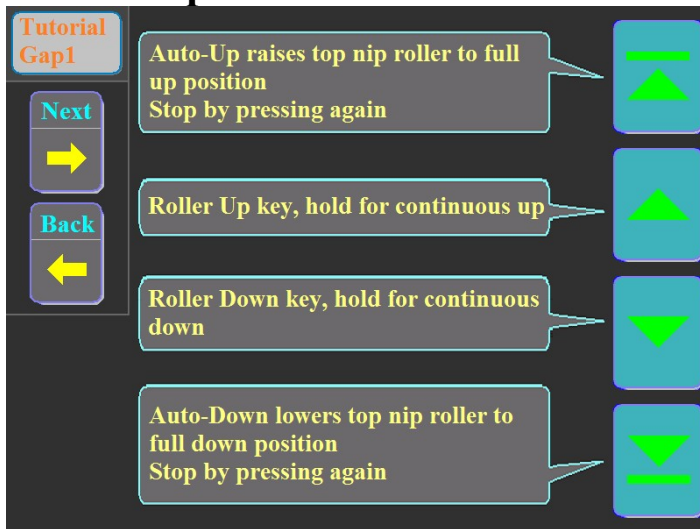 Tutorial
Gap1
Next
Back
Auto-Up raises top nip roller to full
up position
Stop by pressing again
Roller Up key, hold for continuous up
Roller Down key, hold for continuous
down
Auto-Down lowers top nip roller to
full down position
Stop by pressing again